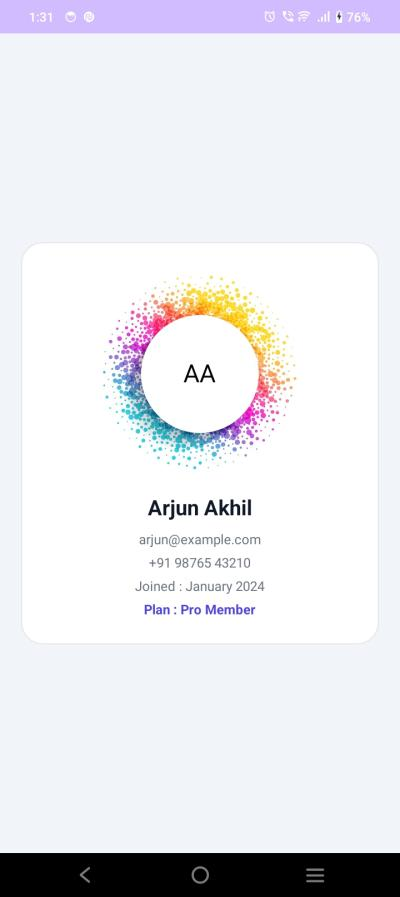 1:31
76%
AA
Arjun Akhil
arjun@example.com
+91 98765 43210
Joined : January 2024
Plan : Pro Member